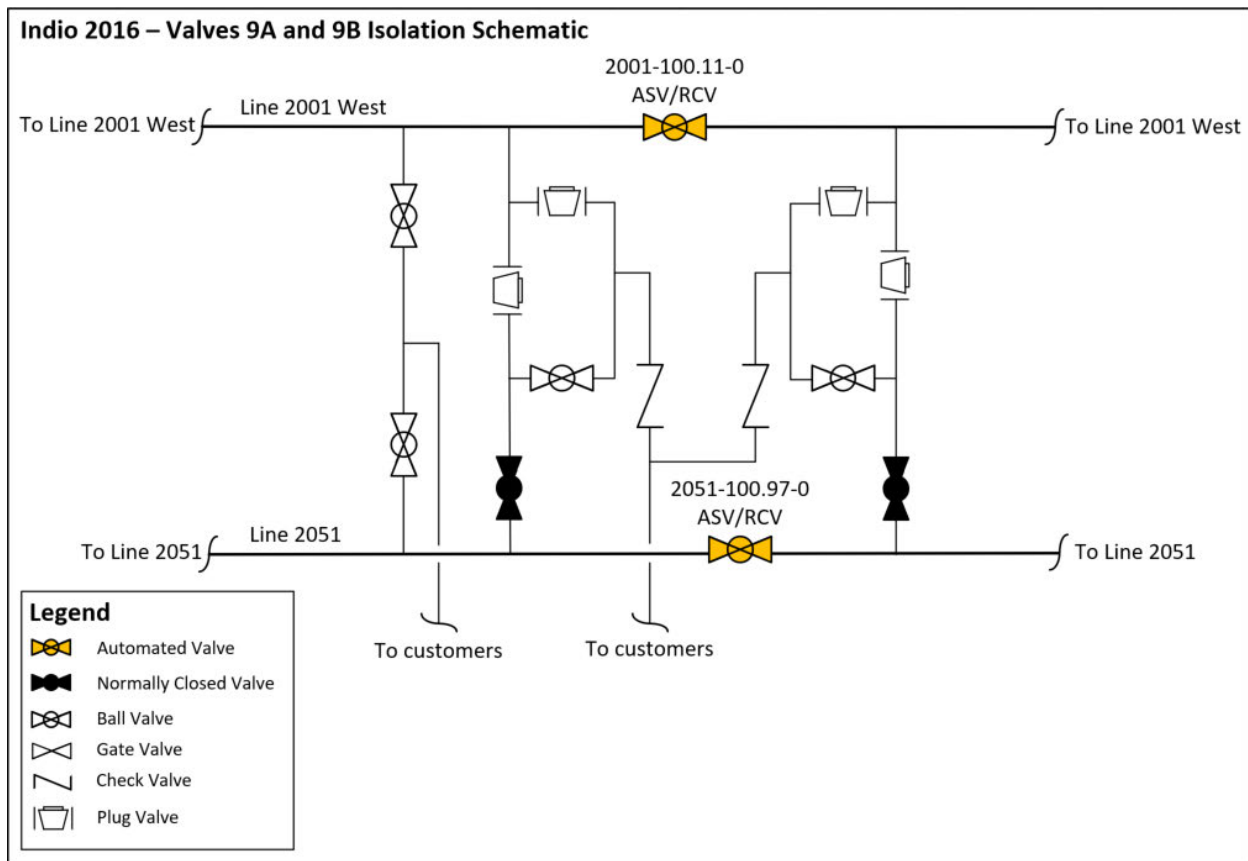 Indio 2016 – Valves 9A and 9B Isolation Schematic
2001-100.11-0
ASV/RCV
Line 2001 West
To Line 2001 West
To Line 2001 West
2051-100.97-0
ASV/RCV
Line 2051
To Line 2051
To Line 2051
To customers
To customers
Legend
Automated Valve
Normally Closed Valve
Ball Valve
Gate Valve
Check Valve
Plug Valve